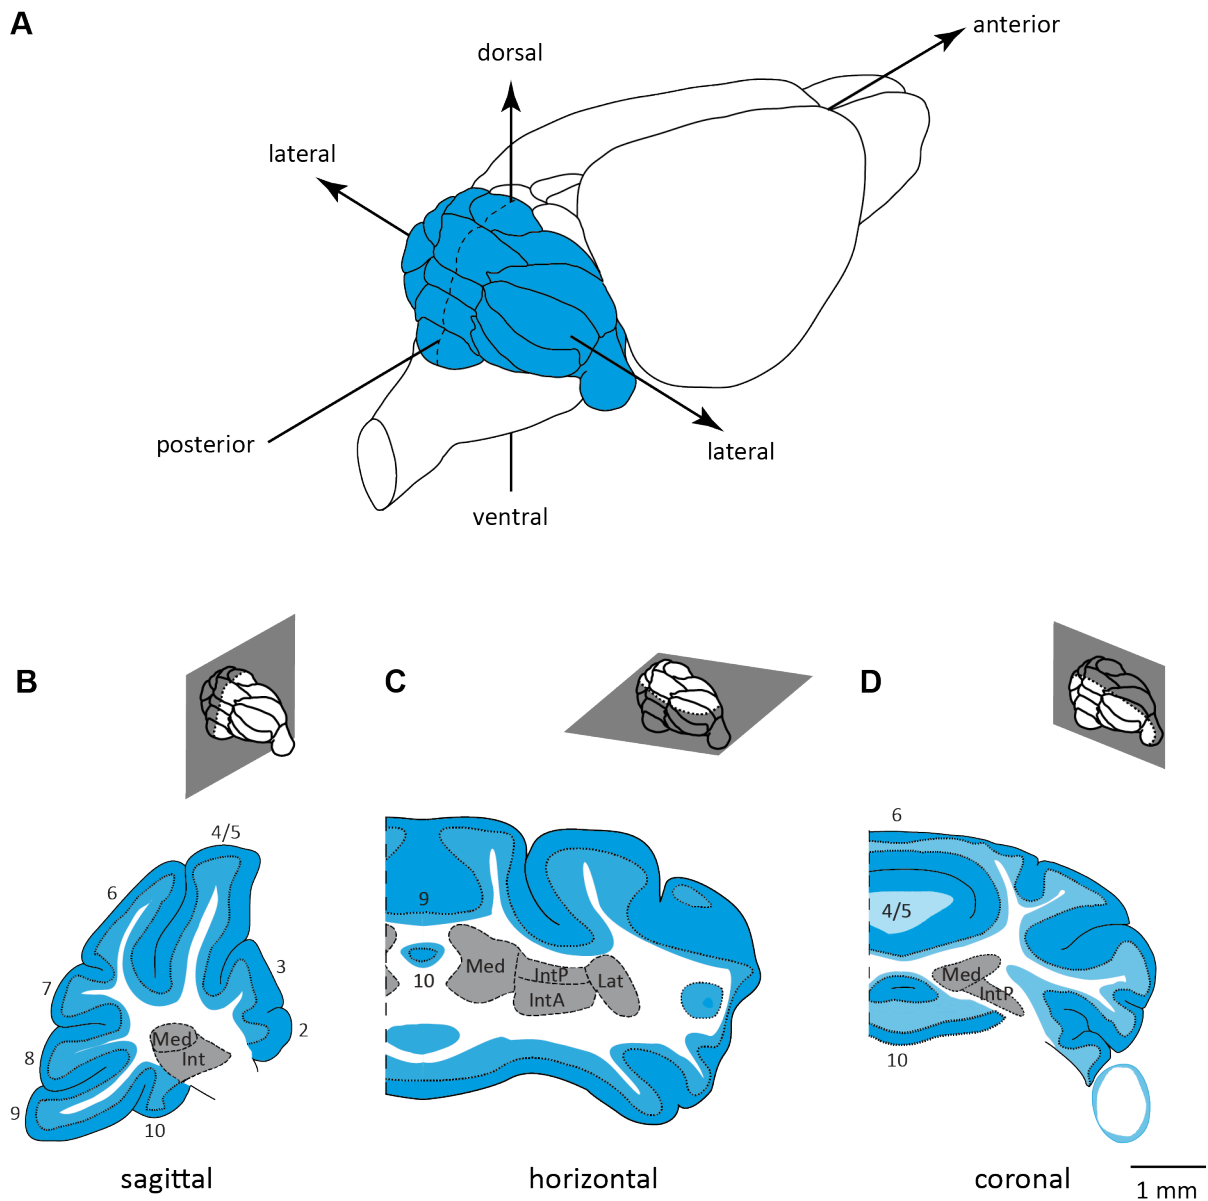 A
anterior
dorsal
lateral
posterior
lateral
ventral
B
C
D
4/5
6
3
7
2
8
9
10
Med
Int
9
10
Med
IntP
IntA
Lat
6
4/5
Med
IntP
10
sagittal
horizontal
coronal
1 mm